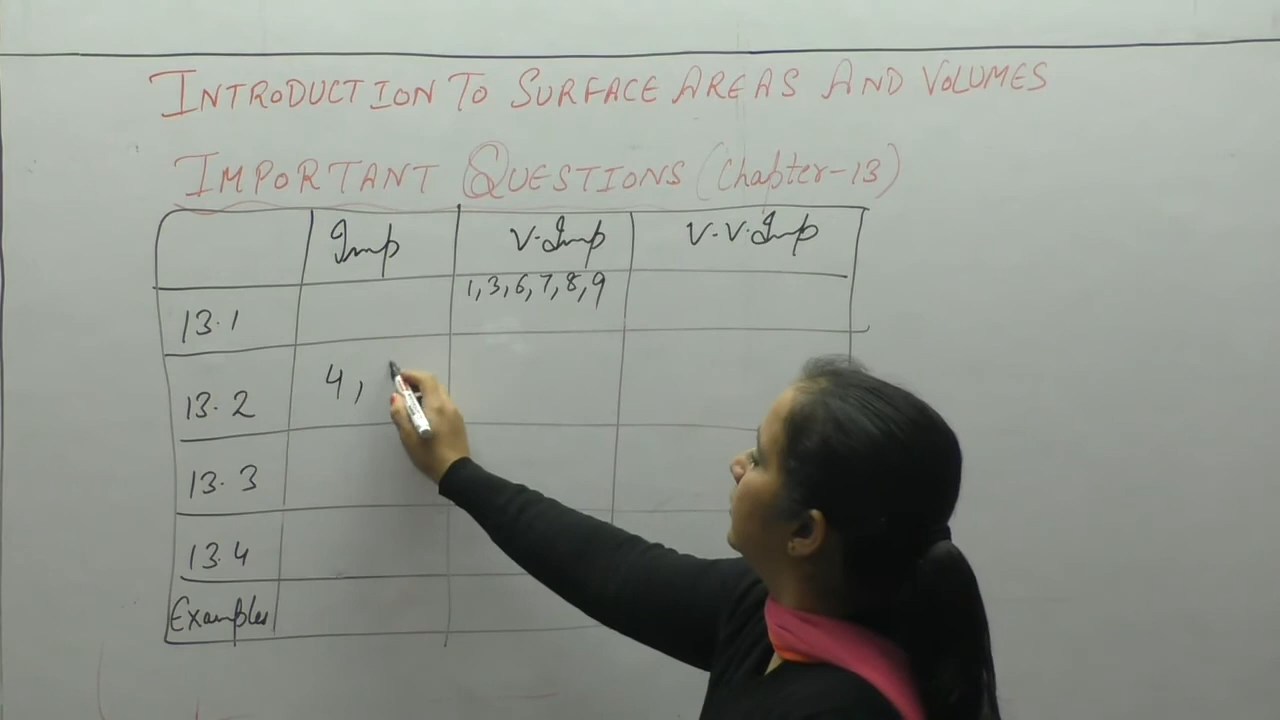 INTRODUCTION TO SURFACE AREAS AND VOLUMES
IMPORTANT QUESTIONS (Chapter-13)
Imp V.Imp V.V.Imp
13.1 1,3,6,7,8,9
13.2 4,
13.3
13.4
Examples